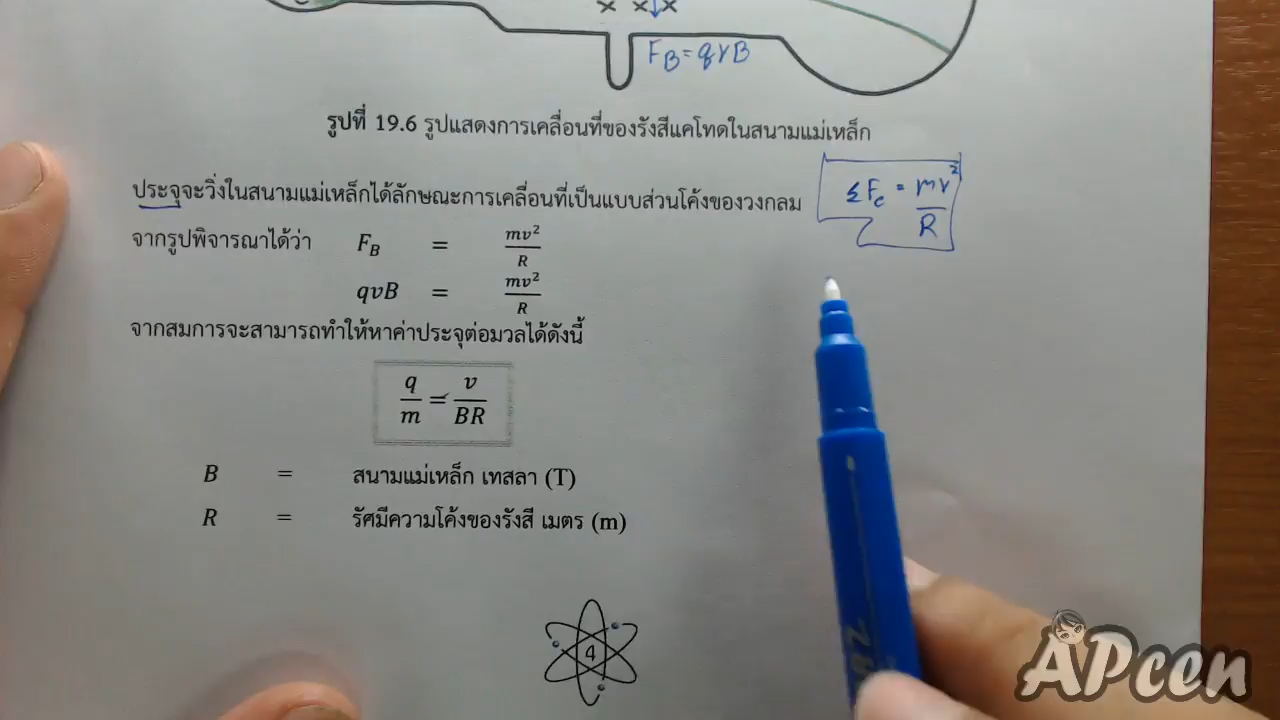 × × ×
F_B = qvB
รูปที่ 19.6 รูปแสดงการเคลื่อนที่ของรังสีแคโทดในสนามแม่เหล็ก
ประจุจะวิ่งในสนามแม่เหล็กได้ลักษณะการเคลื่อนที่เป็นแบบส่วนโค้งของวงกลม
ΣF_c = mv²/R
จากรูปพิจารณาได้ว่า F_B = mv²/R
qvB = mv²/R
จากสมการจะสามารถทำให้หาค่าประจุต่อมวลได้ดังนี้
q/m = v/BR
B = สนามแม่เหล็ก เทสลา (T)
R = รัศมีความโค้งของรังสี เมตร (m)
4
APcen